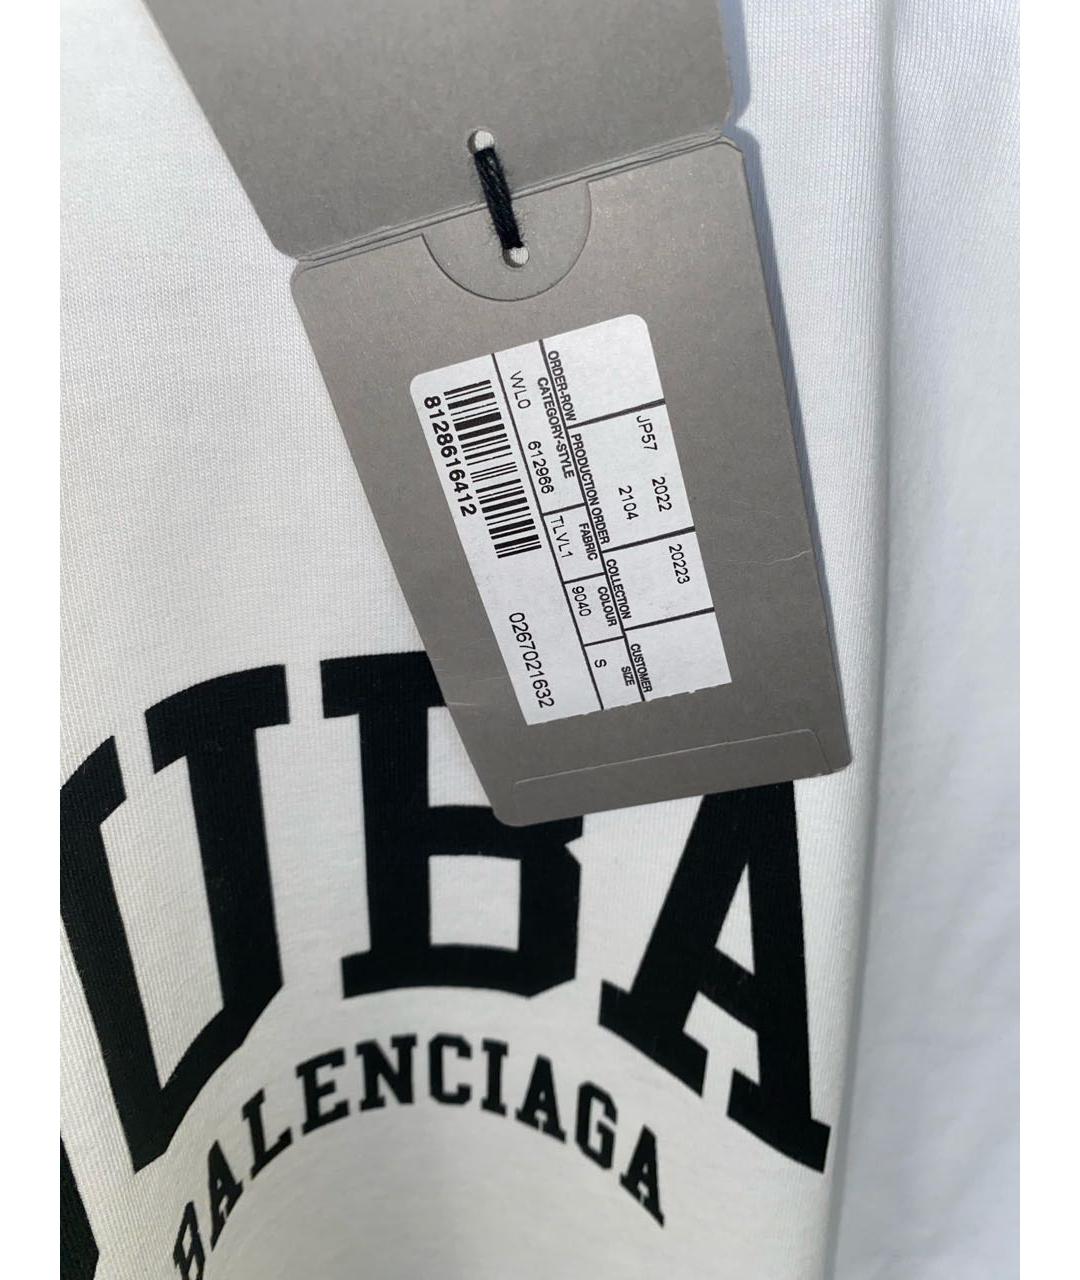 JP57 2022 20223
2104
ORDER-ROW PRODUCTION ORDER COLLECTION CUSTOMER
CATEGORY-STYLE FABRIC COLOUR SIZE
VVL0 612966 TLVL1 9040 S
8128616412 0267021632
UBA
BALENCIAGA